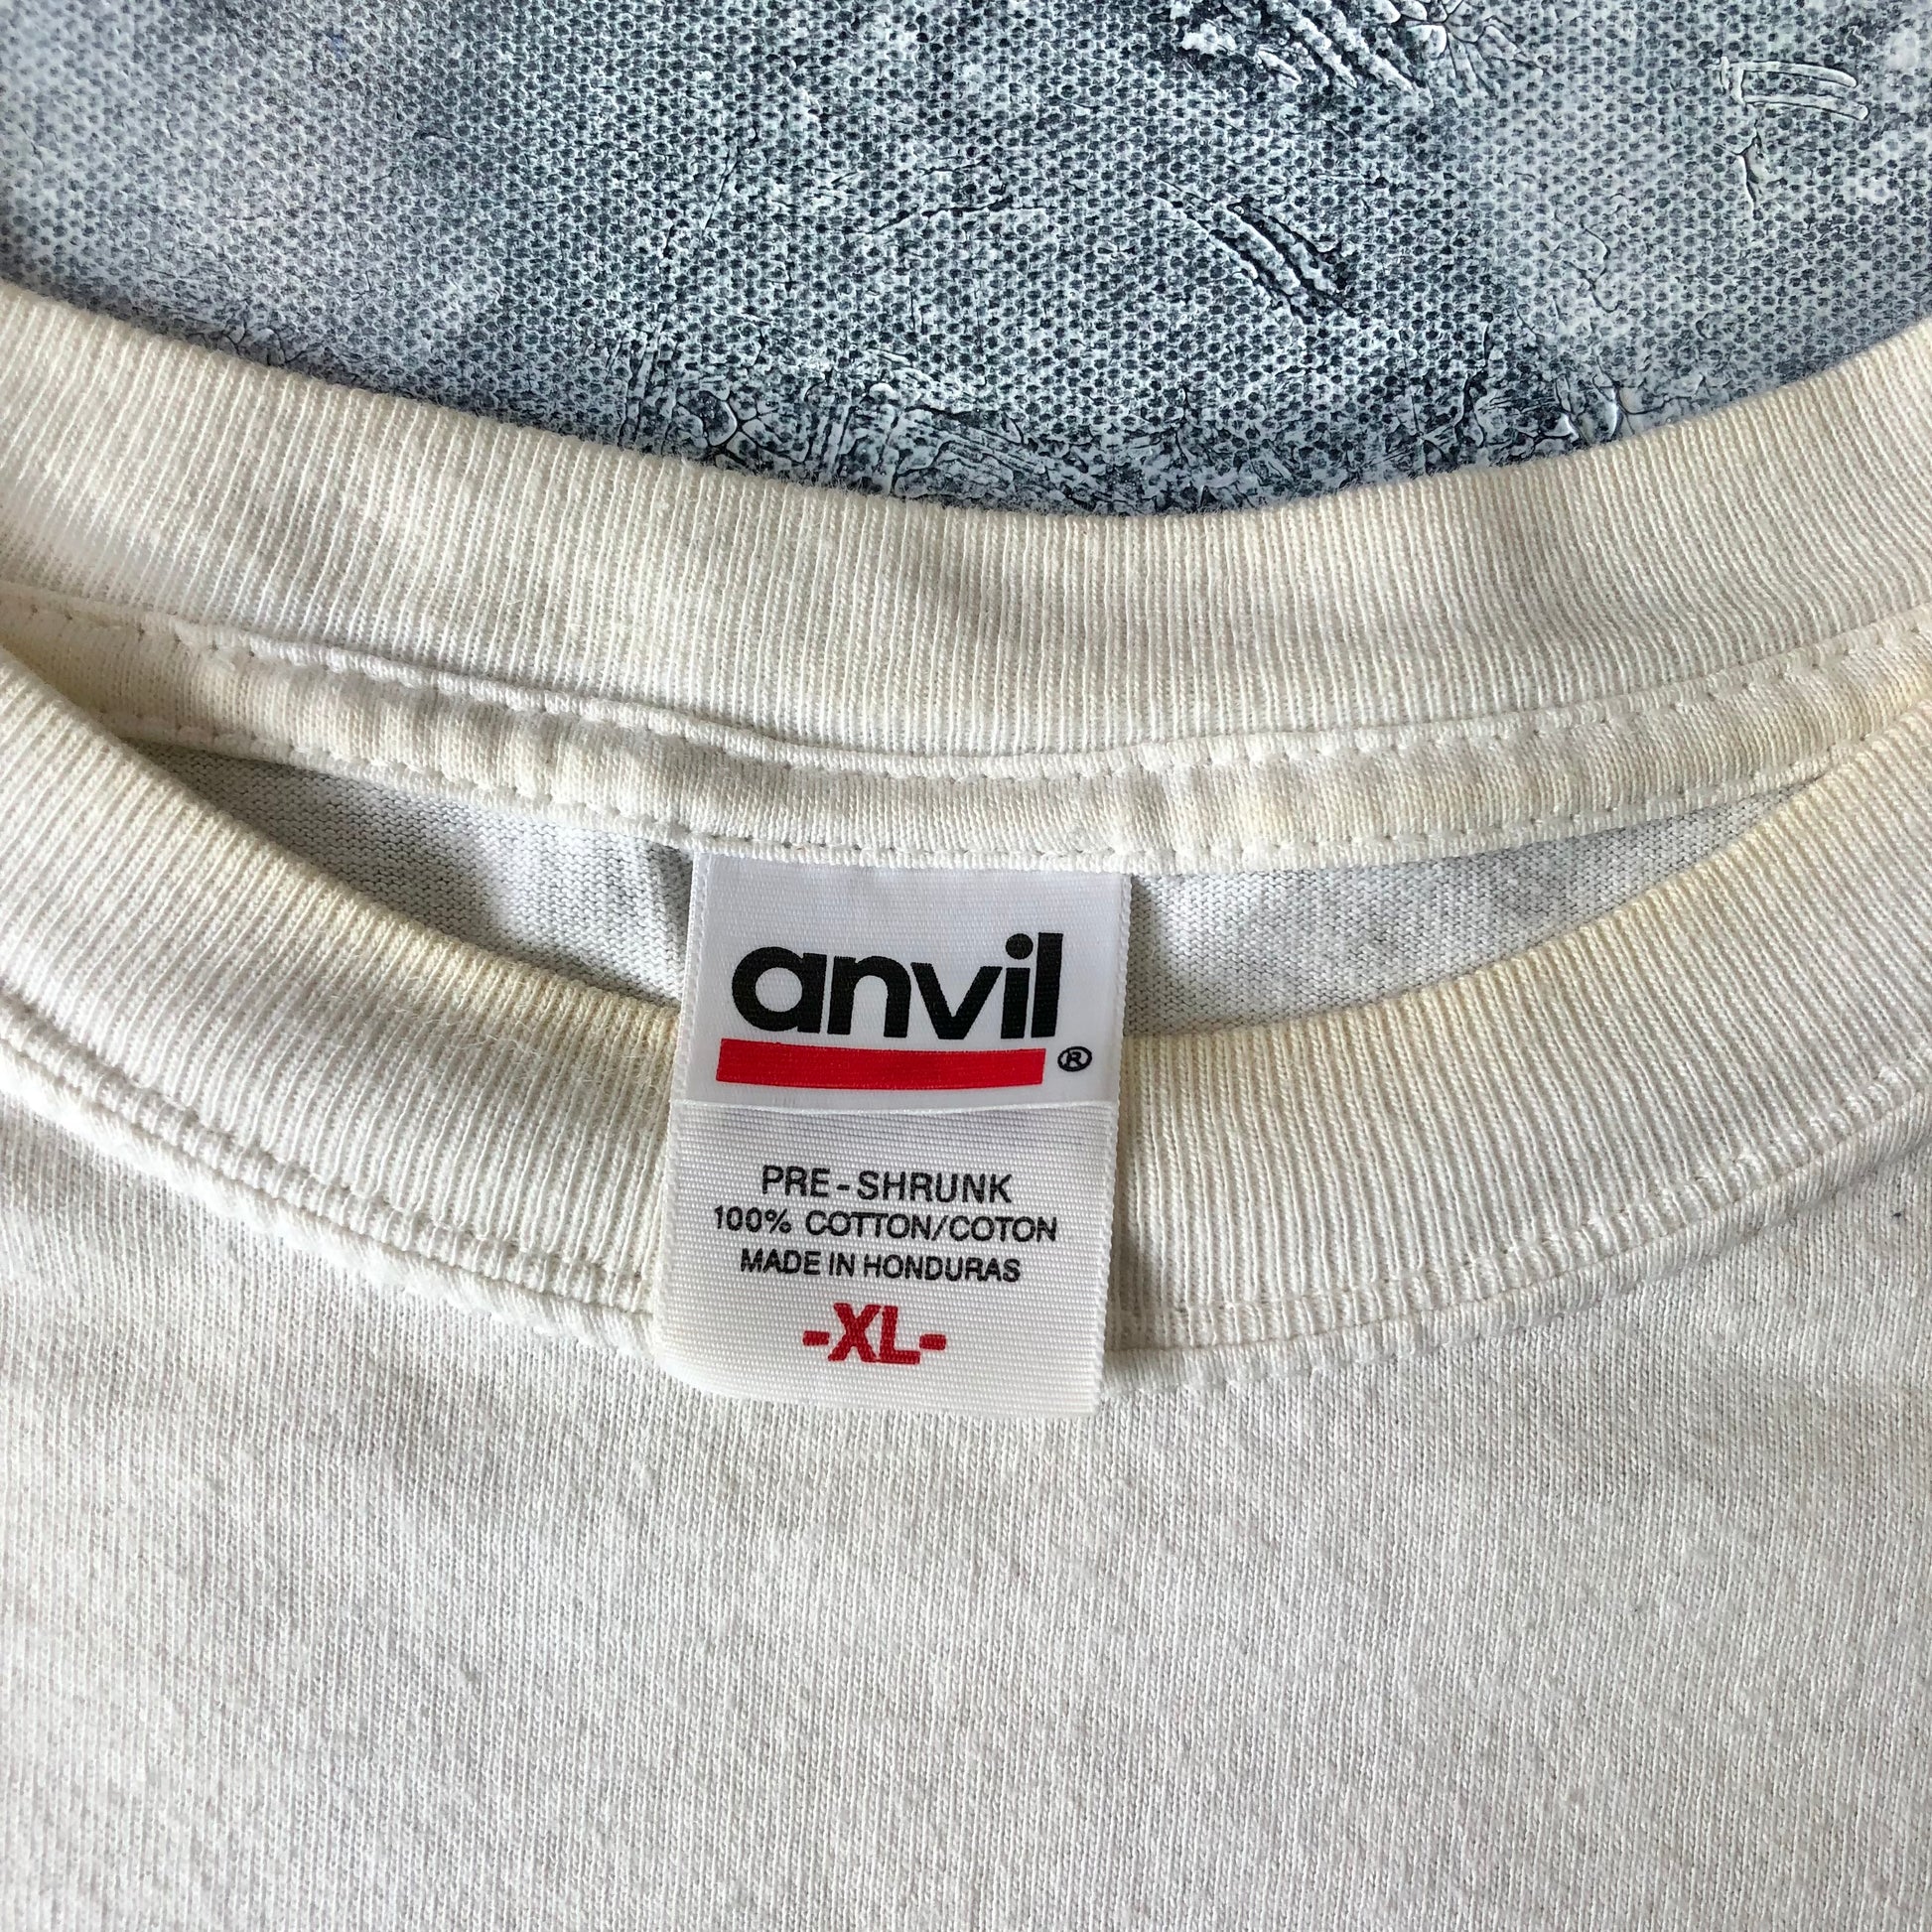 anvil
®
PRE-SHRUNK
100% COTTON/COTON
MADE IN HONDURAS
-XL-